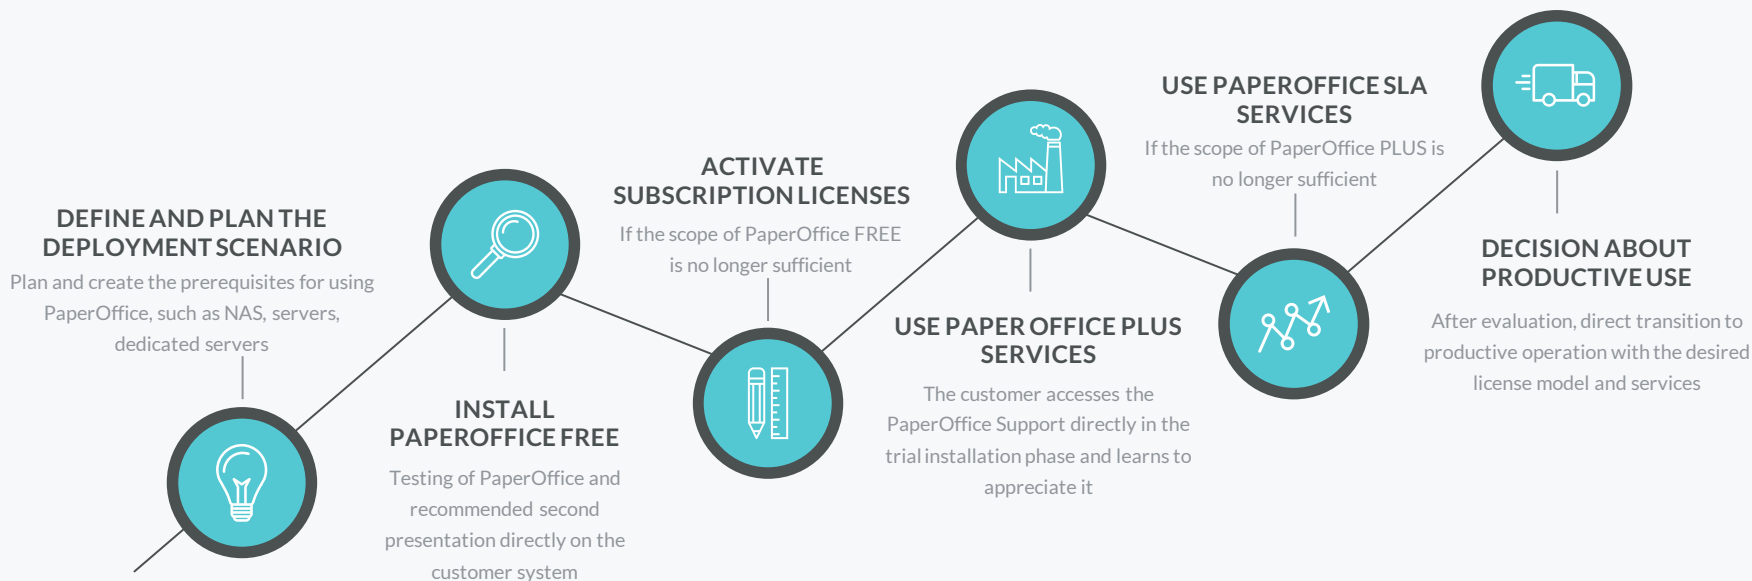 DEFINE AND PLAN THE
DEPLOYMENT SCENARIO
Plan and create the prerequisites for using
PaperOffice, such as NAS, servers,
dedicated servers
INSTALL
PAPEROFFICE FREE
Testing of PaperOffice and
recommended second
presentation directly on the
customer system
ACTIVATE
SUBSCRIPTION LICENSES
If the scope of PaperOffice FREE
is no longer sufficient
USE PAPER OFFICE PLUS
SERVICES
The customer accesses the
PaperOffice Support directly in the
trial installation phase and learns to
appreciate it
USE PAPEROFFICE SLA
SERVICES
If the scope of PaperOffice PLUS is
no longer sufficient
DECISION ABOUT
PRODUCTIVE USE
After evaluation, direct transition to
productive operation with the desired
license model and services